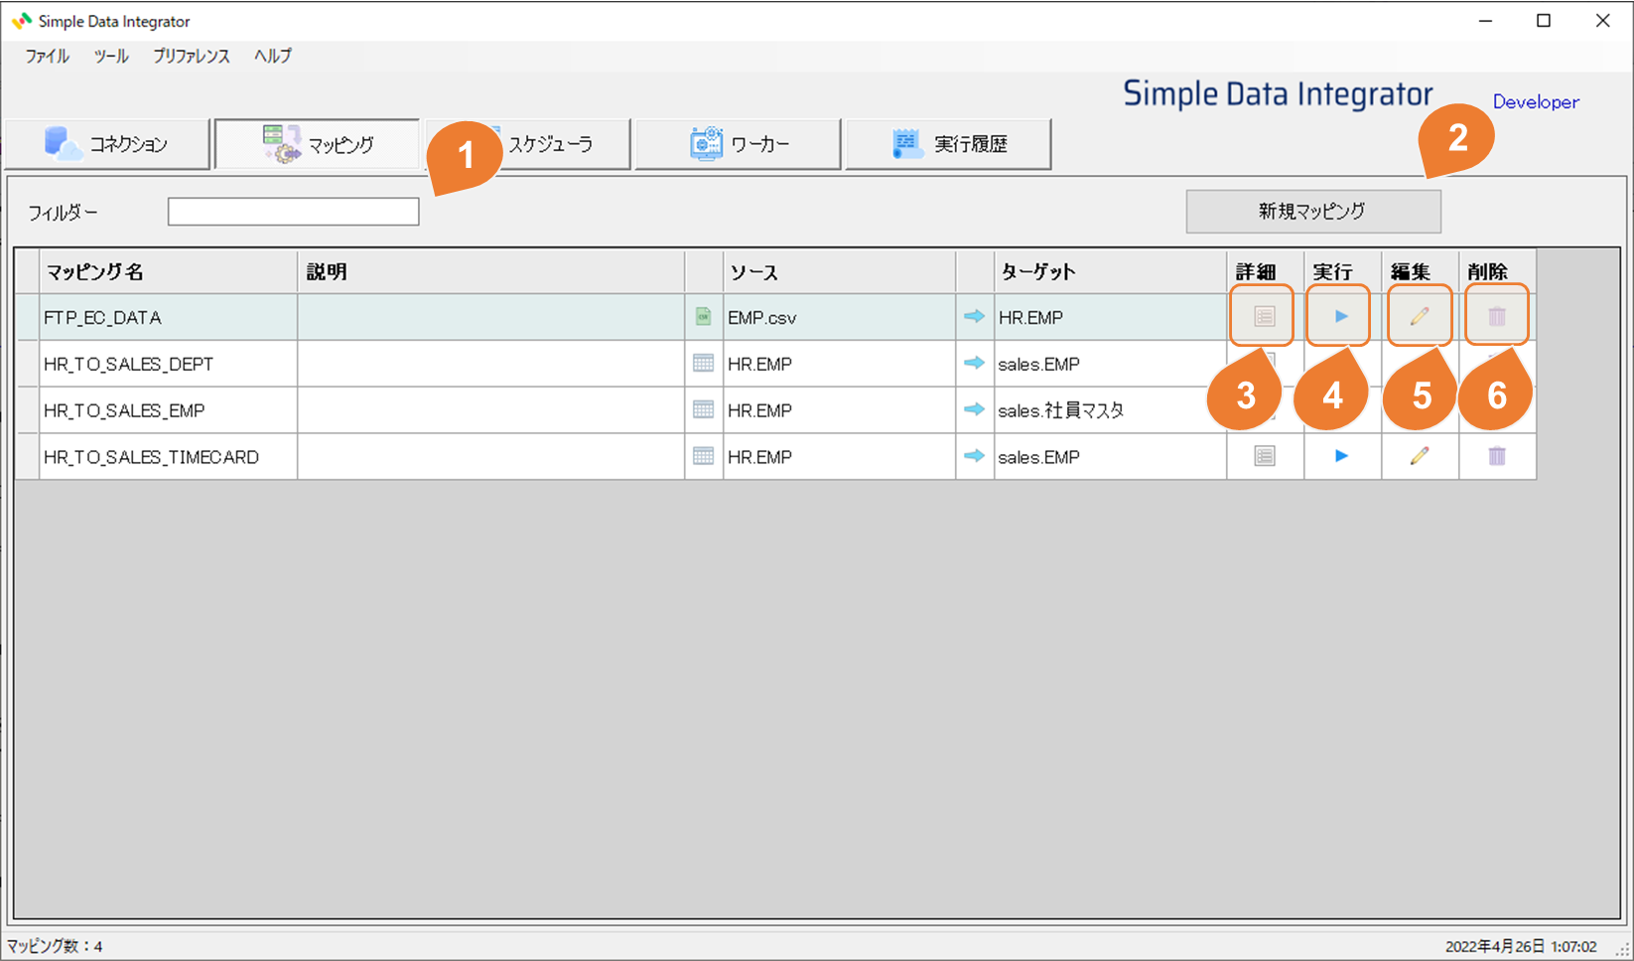 Simple Data Integrator
ファイル ツール プリファレンス ヘルプ
Simple Data Integrator Developer
コネクション マッピング スケジューラ ワーカー 実行履歴
1
2
フィルダー 新規マッピング
マッピング名 説明 ソース ターゲット 詳細 実行 編集 削除
FTP_EC_DATA EMP.csv HR.EMP
HR_TO_SALES_DEPT HR.EMP sales.EMP
3 4 5 6
HR_TO_SALES_EMP HR.EMP sales.社員マスタ
HR_TO_SALES_TIMECARD HR.EMP sales.EMP
マッピング数：4 2022年4月26日 1:07:02